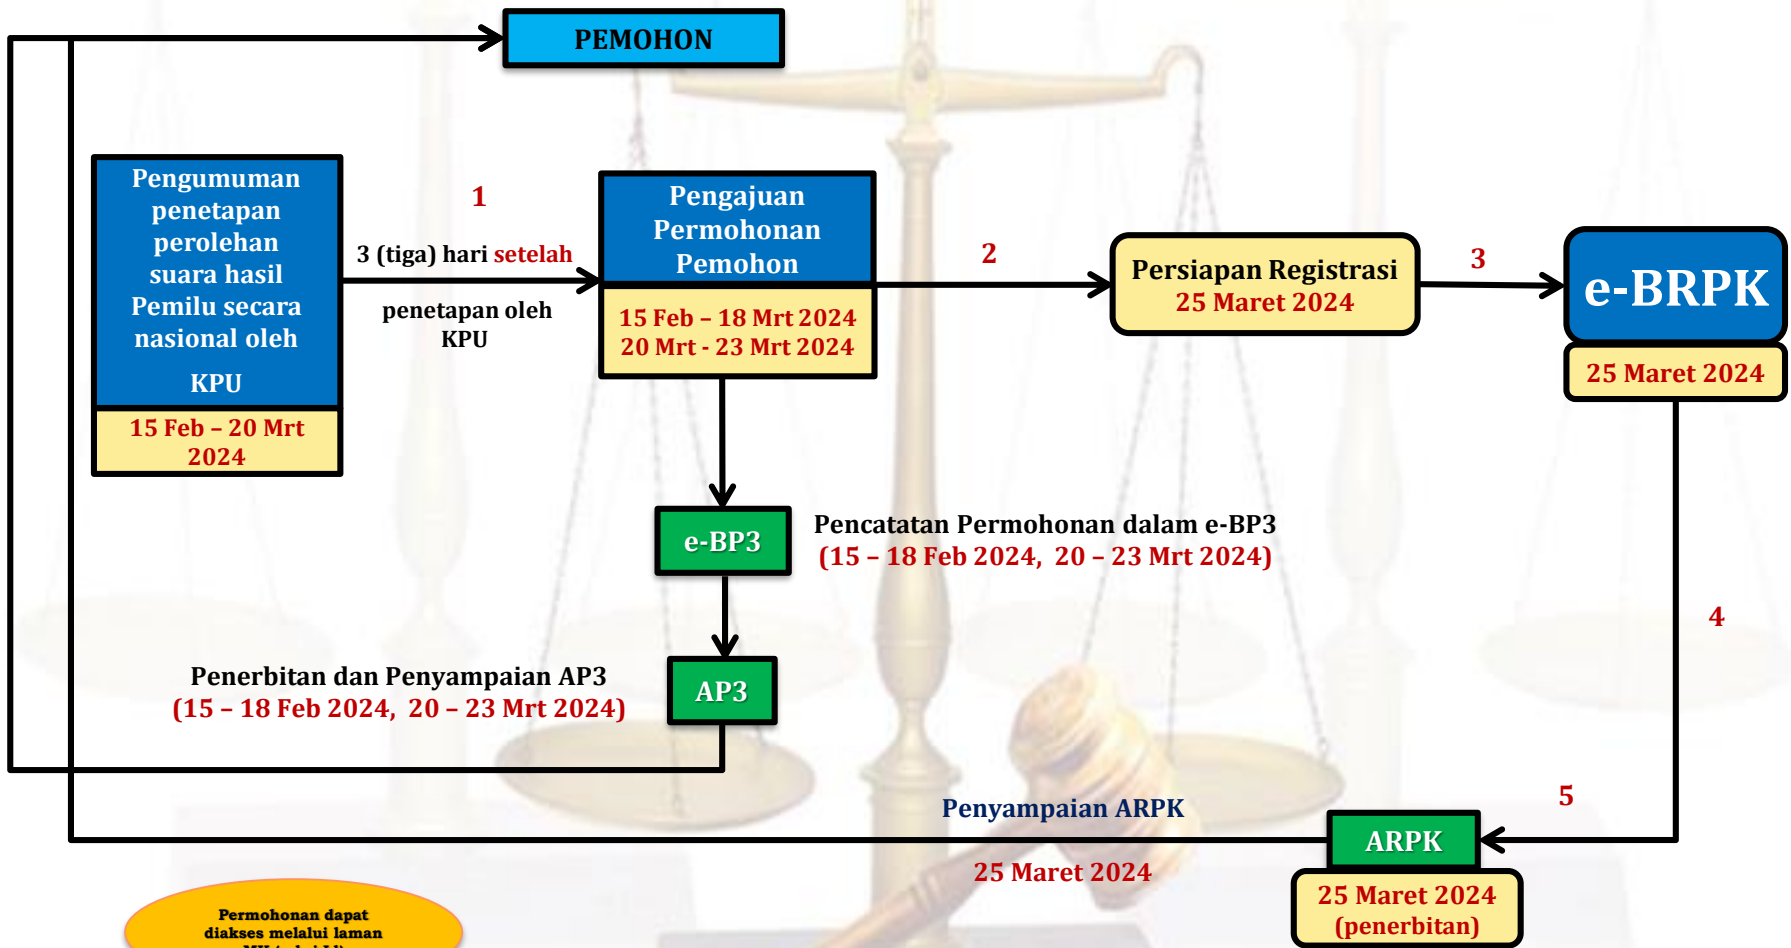 PEMOHON
Pengumuman
penetapan
perolehan
suara hasil
Pemilu secara
nasional oleh
KPU
15 Feb – 20 Mrt
2024
1
3 (tiga) hari setelah
penetapan oleh
KPU
Pengajuan
Permohonan
Pemohon
15 Feb – 18 Mrt 2024
20 Mrt - 23 Mrt 2024
2
Persiapan Registrasi
25 Maret 2024
3
e-BRPK
25 Maret 2024
e-BP3
Pencatatan Permohonan dalam e-BP3
(15 – 18 Feb 2024, 20 – 23 Mrt 2024)
4
Penerbitan dan Penyampaian AP3
(15 – 18 Feb 2024, 20 – 23 Mrt 2024)
AP3
5
Penyampaian ARPK
25 Maret 2024
ARPK
25 Maret 2024
(penerbitan)
Permohonan dapat
diakses melalui laman